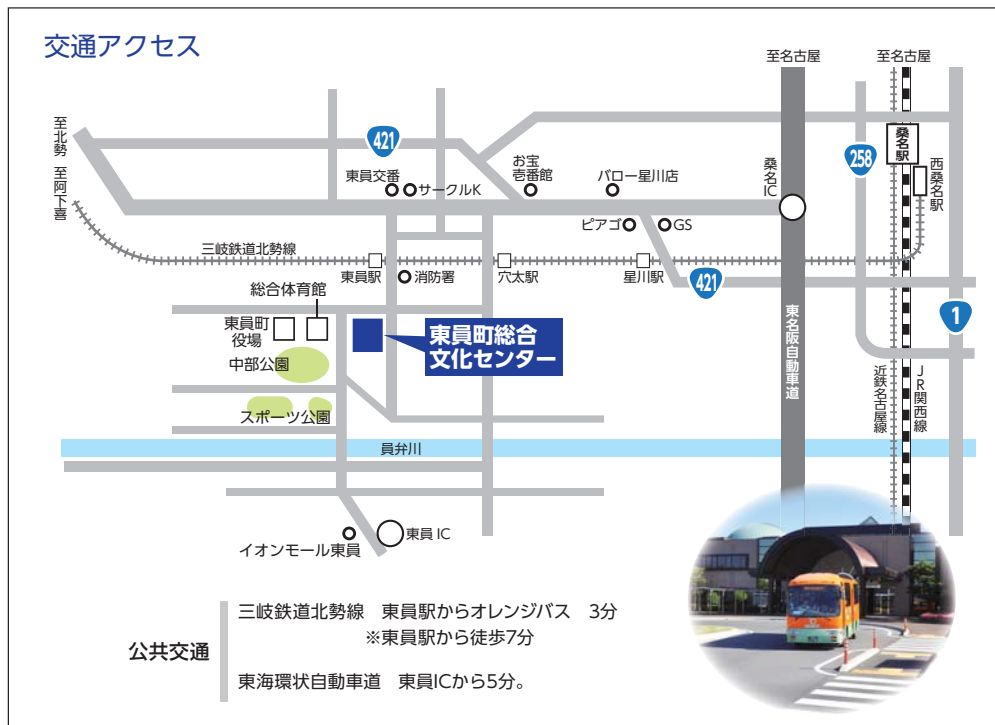 交通アクセス
至名古屋
至名古屋
至北勢 至阿下喜
421
258
桑名駅
西桑名駅
東員交番
サークルK
お宝
壱番館
バロー星川店
桑名IC
ピアゴ
GS
三岐鉄道北勢線
東員駅
消防署
穴太駅
星川駅
421
総合体育館
東員町
役場
東員町総合
文化センター
東名阪自動車道
1
中部公園
近鉄名古屋線
JR関西線
スポーツ公園
員弁川
東員 IC
イオンモール東員
公共交通
三岐鉄道北勢線 東員駅からオレンジバス 3分
※東員駅から徒歩7分
東海環状自動車道 東員ICから5分。